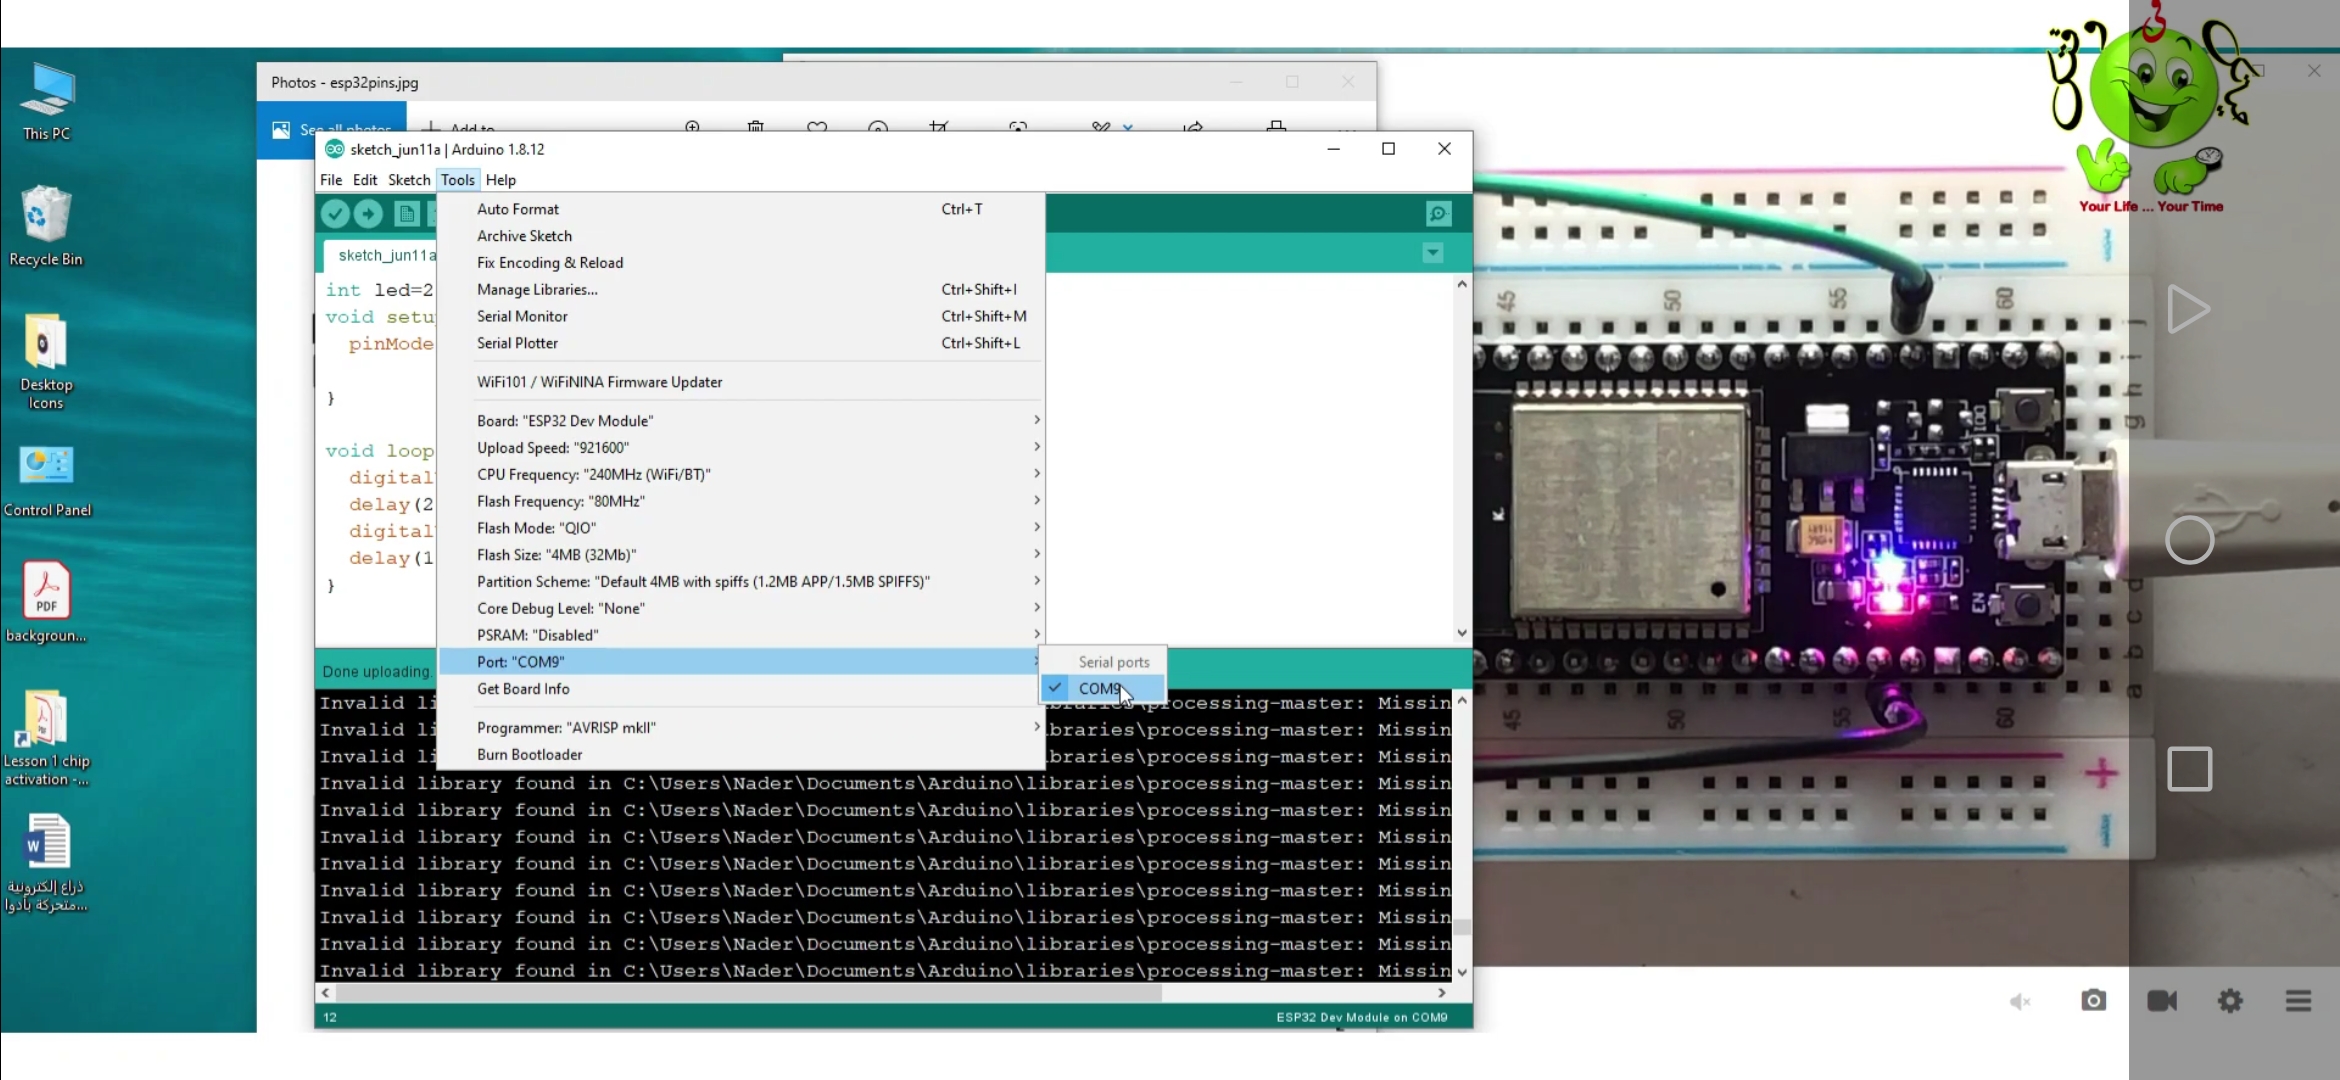 This PC
Recycle Bin
Desktop
Icons
Control Panel
PDF
backgroun...
Lesson 1 chip
activation -...
ذراع إلكترونية
متحركة بأدوا...
Photos - esp32pins.jpg
See all photos
Add to
sketch_jun11a | Arduino 1.8.12
File Edit Sketch Tools Help
sketch_jun11a
int led=2
void setu
pinMode
}
void loop
digital
delay(2
digital
delay(1
}
Auto Format Ctrl+T
Archive Sketch
Fix Encoding & Reload
Manage Libraries... Ctrl+Shift+I
Serial Monitor Ctrl+Shift+M
Serial Plotter Ctrl+Shift+L
WiFi101 / WiFiNINA Firmware Updater
Board: "ESP32 Dev Module"
Upload Speed: "921600"
CPU Frequency: "240MHz (WiFi/BT)"
Flash Frequency: "80MHz"
Flash Mode: "QIO"
Flash Size: "4MB (32Mb)"
Partition Scheme: "Default 4MB with spiffs (1.2MB APP/1.5MB SPIFFS)"
Core Debug Level: "None"
PSRAM: "Disabled"
Port: "COM9"
Get Board Info
Programmer: "AVRISP mkII"
Burn Bootloader
Serial ports
COM9
Done uploading.
Invalid li braries\processing-master: Missin
Invalid li braries\processing-master: Missin
Invalid li braries\processing-master: Missin
Invalid library found in C:\Users\Nader\Documents\Arduino\libraries\processing-master: Missin
Invalid library found in C:\Users\Nader\Documents\Arduino\libraries\processing-master: Missin
Invalid library found in C:\Users\Nader\Documents\Arduino\libraries\processing-master: Missin
Invalid library found in C:\Users\Nader\Documents\Arduino\libraries\processing-master: Missin
Invalid library found in C:\Users\Nader\Documents\Arduino\libraries\processing-master: Missin
Invalid library found in C:\Users\Nader\Documents\Arduino\libraries\processing-master: Missin
Invalid library found in C:\Users\Nader\Documents\Arduino\libraries\processing-master: Missin
Invalid library found in C:\Users\Nader\Documents\Arduino\libraries\processing-master: Missin
12
ESP32 Dev Module on COM9
Your Life ... Your Time
45 50 55 60
EN
45 50 55 60